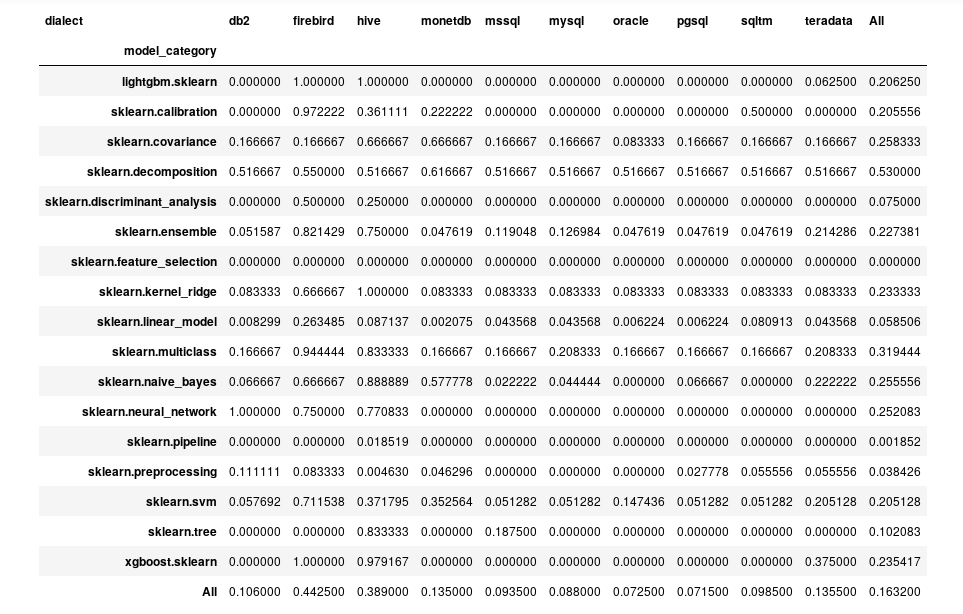 dialect db2 firebird hive monetdb mssql mysql oracle pgsql sqltm teradata All
model_category
lightgbm.sklearn 0.000000 1.000000 1.000000 0.000000 0.000000 0.000000 0.000000 0.000000 0.000000 0.062500 0.206250
sklearn.calibration 0.000000 0.972222 0.361111 0.222222 0.000000 0.000000 0.000000 0.000000 0.500000 0.000000 0.205556
sklearn.covariance 0.166667 0.166667 0.666667 0.666667 0.166667 0.166667 0.083333 0.166667 0.166667 0.166667 0.258333
sklearn.decomposition 0.516667 0.550000 0.516667 0.616667 0.516667 0.516667 0.516667 0.516667 0.516667 0.516667 0.530000
sklearn.discriminant_analysis 0.000000 0.500000 0.250000 0.000000 0.000000 0.000000 0.000000 0.000000 0.000000 0.000000 0.075000
sklearn.ensemble 0.051587 0.821429 0.750000 0.047619 0.119048 0.126984 0.047619 0.047619 0.047619 0.214286 0.227381
sklearn.feature_selection 0.000000 0.000000 0.000000 0.000000 0.000000 0.000000 0.000000 0.000000 0.000000 0.000000 0.000000
sklearn.kernel_ridge 0.083333 0.666667 1.000000 0.083333 0.083333 0.083333 0.083333 0.083333 0.083333 0.083333 0.233333
sklearn.linear_model 0.008299 0.263485 0.087137 0.002075 0.043568 0.043568 0.006224 0.006224 0.080913 0.043568 0.058506
sklearn.multiclass 0.166667 0.944444 0.833333 0.166667 0.166667 0.208333 0.166667 0.166667 0.166667 0.208333 0.319444
sklearn.naive_bayes 0.066667 0.666667 0.888889 0.577778 0.022222 0.044444 0.000000 0.066667 0.000000 0.222222 0.255556
sklearn.neural_network 1.000000 0.750000 0.770833 0.000000 0.000000 0.000000 0.000000 0.000000 0.000000 0.000000 0.252083
sklearn.pipeline 0.000000 0.000000 0.018519 0.000000 0.000000 0.000000 0.000000 0.000000 0.000000 0.000000 0.001852
sklearn.preprocessing 0.111111 0.083333 0.004630 0.046296 0.000000 0.000000 0.000000 0.027778 0.055556 0.055556 0.038426
sklearn.svm 0.057692 0.711538 0.371795 0.352564 0.051282 0.051282 0.147436 0.051282 0.051282 0.205128 0.205128
sklearn.tree 0.000000 0.000000 0.833333 0.000000 0.187500 0.000000 0.000000 0.000000 0.000000 0.000000 0.102083
xgboost.sklearn 0.000000 1.000000 0.979167 0.000000 0.000000 0.000000 0.000000 0.000000 0.000000 0.375000 0.235417
All 0.106000 0.442500 0.389000 0.135000 0.093500 0.088000 0.072500 0.071500 0.098500 0.135500 0.163200